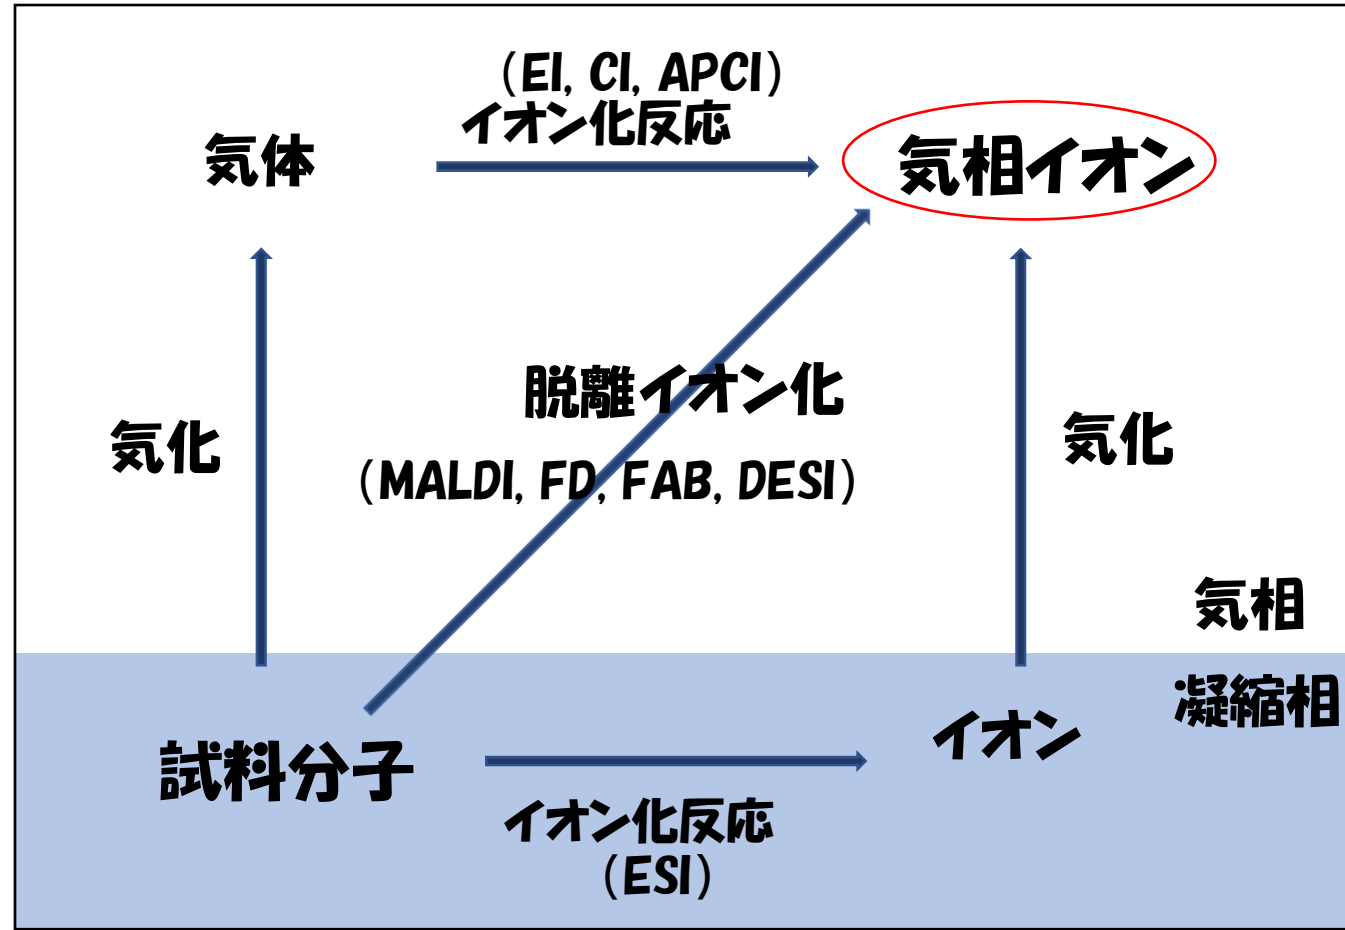 (EI, CI, APCI)
イオン化反応
気体
気相イオン
脱離イオン化
(MALDI, FD, FAB, DESI)
気化
気化
気相
凝縮相
試料分子
イオン
イオン化反応
(ESI)